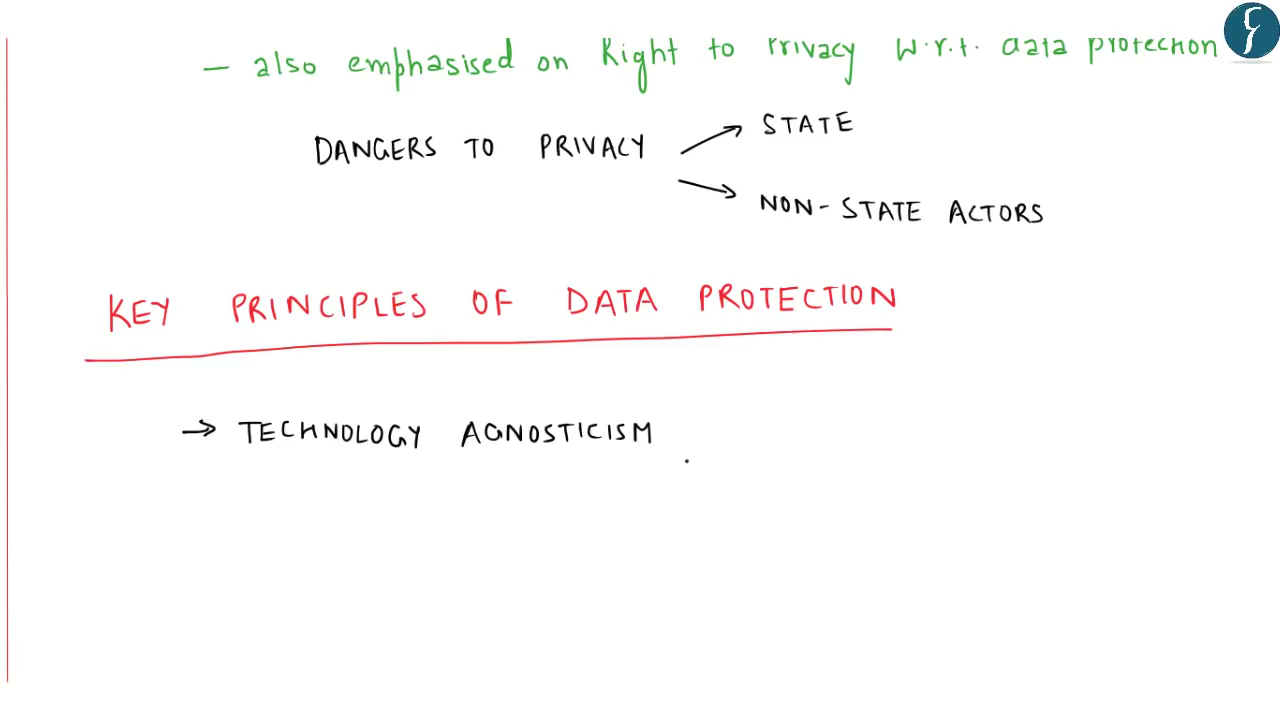 — also emphasised on Right to Privacy w.r.t. data protection
DANGERS TO PRIVACY
STATE
NON-STATE ACTORS
KEY PRINCIPLES OF DATA PROTECTION
→ TECHNOLOGY AGNOSTICISM